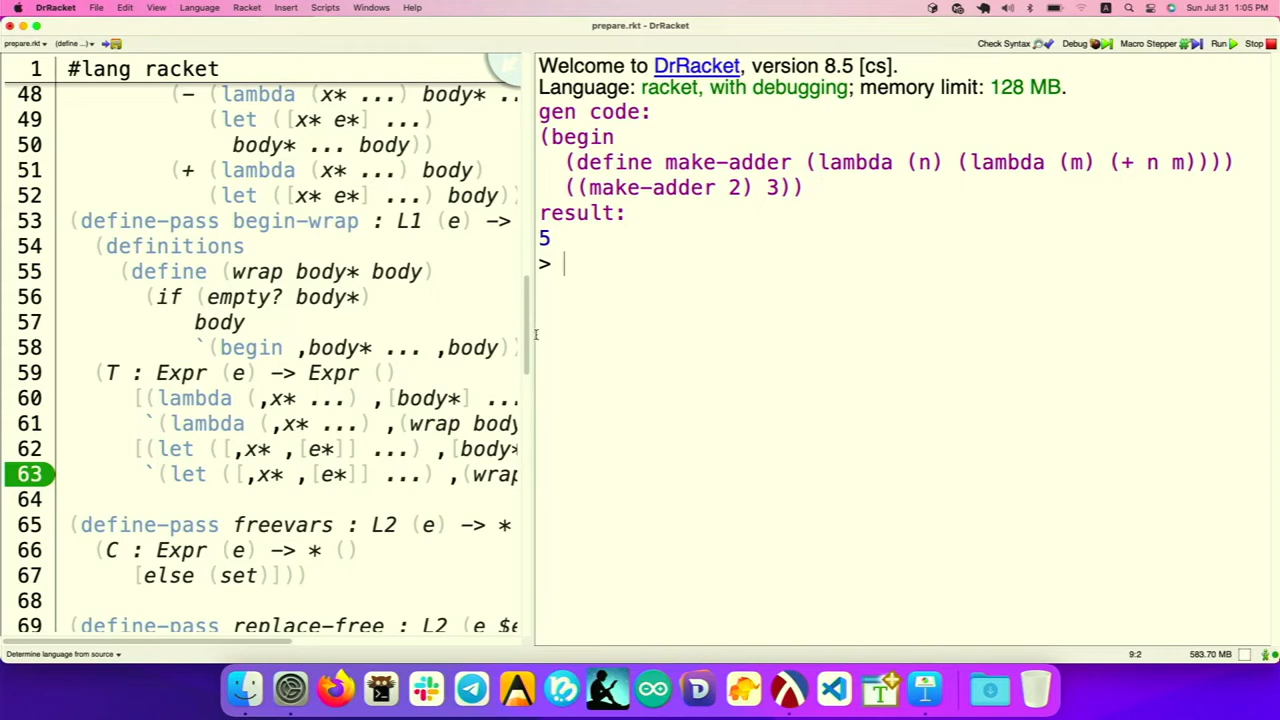 DrRacket File Edit View Language Racket Insert Scripts Windows Help
Sun Jul 31 1:05 PM
prepare.rkt - DrRacket
prepare.rkt (define ...)
Check Syntax Debug Macro Stepper Run Stop
1 #lang racket
48 (- (lambda (x* ...) body* ..
49 (let ([x* e*] ...)
50 body* ... body))
51 (+ (lambda (x* ...) body)
52 (let ([x* e*] ...) body))
53 (define-pass begin-wrap : L1 (e) ->
54 (definitions
55 (define (wrap body* body)
56 (if (empty? body*)
57 body
58 `(begin ,body* ... ,body))
59 (T : Expr (e) -> Expr ()
60 [(lambda (,x* ...) ,[body*] ...
61 `(lambda (,x* ...) ,(wrap body
62 [(let ([,x* ,[e*]] ...) ,[body*
63 `(let ([,x* ,[e*]] ...) ,(wrap
64
65 (define-pass freevars : L2 (e) -> *
66 (C : Expr (e) -> * ()
67 [else (set)]))
68
69 (define-pass replace-free : L2 (e $e
Welcome to DrRacket, version 8.5 [cs].
Language: racket, with debugging; memory limit: 128 MB.
gen code:
(begin
(define make-adder (lambda (n) (lambda (m) (+ n m))))
((make-adder 2) 3))
result:
5
>
Determine language from source
9:2
583.70 MB